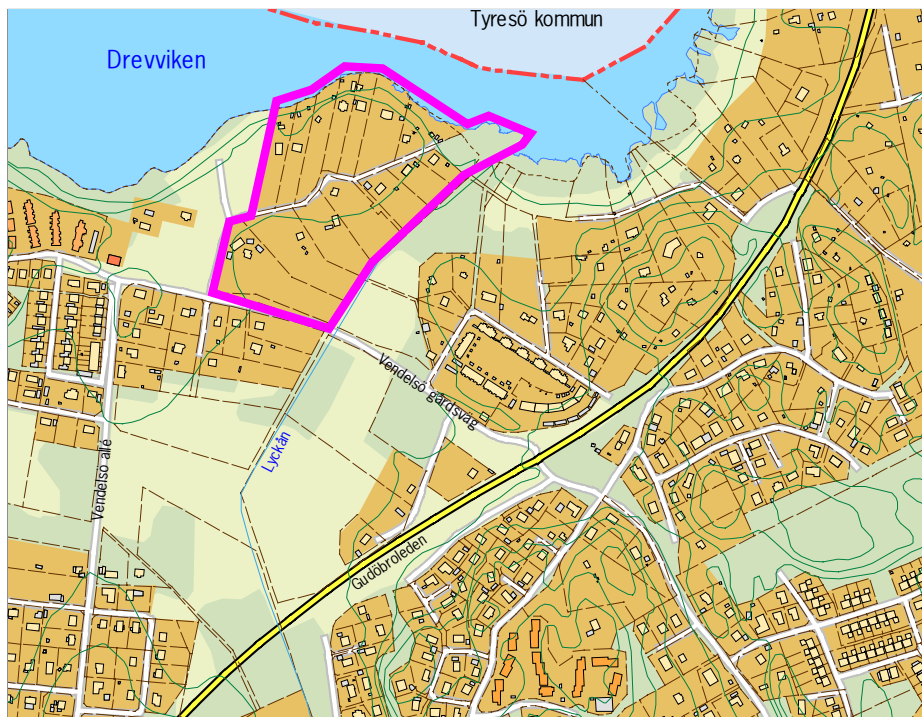 Tyresö kommun
Drevviken
Vendelsö gårdsväg
Lyckån
Vendelsö allé
Gudöbroleden